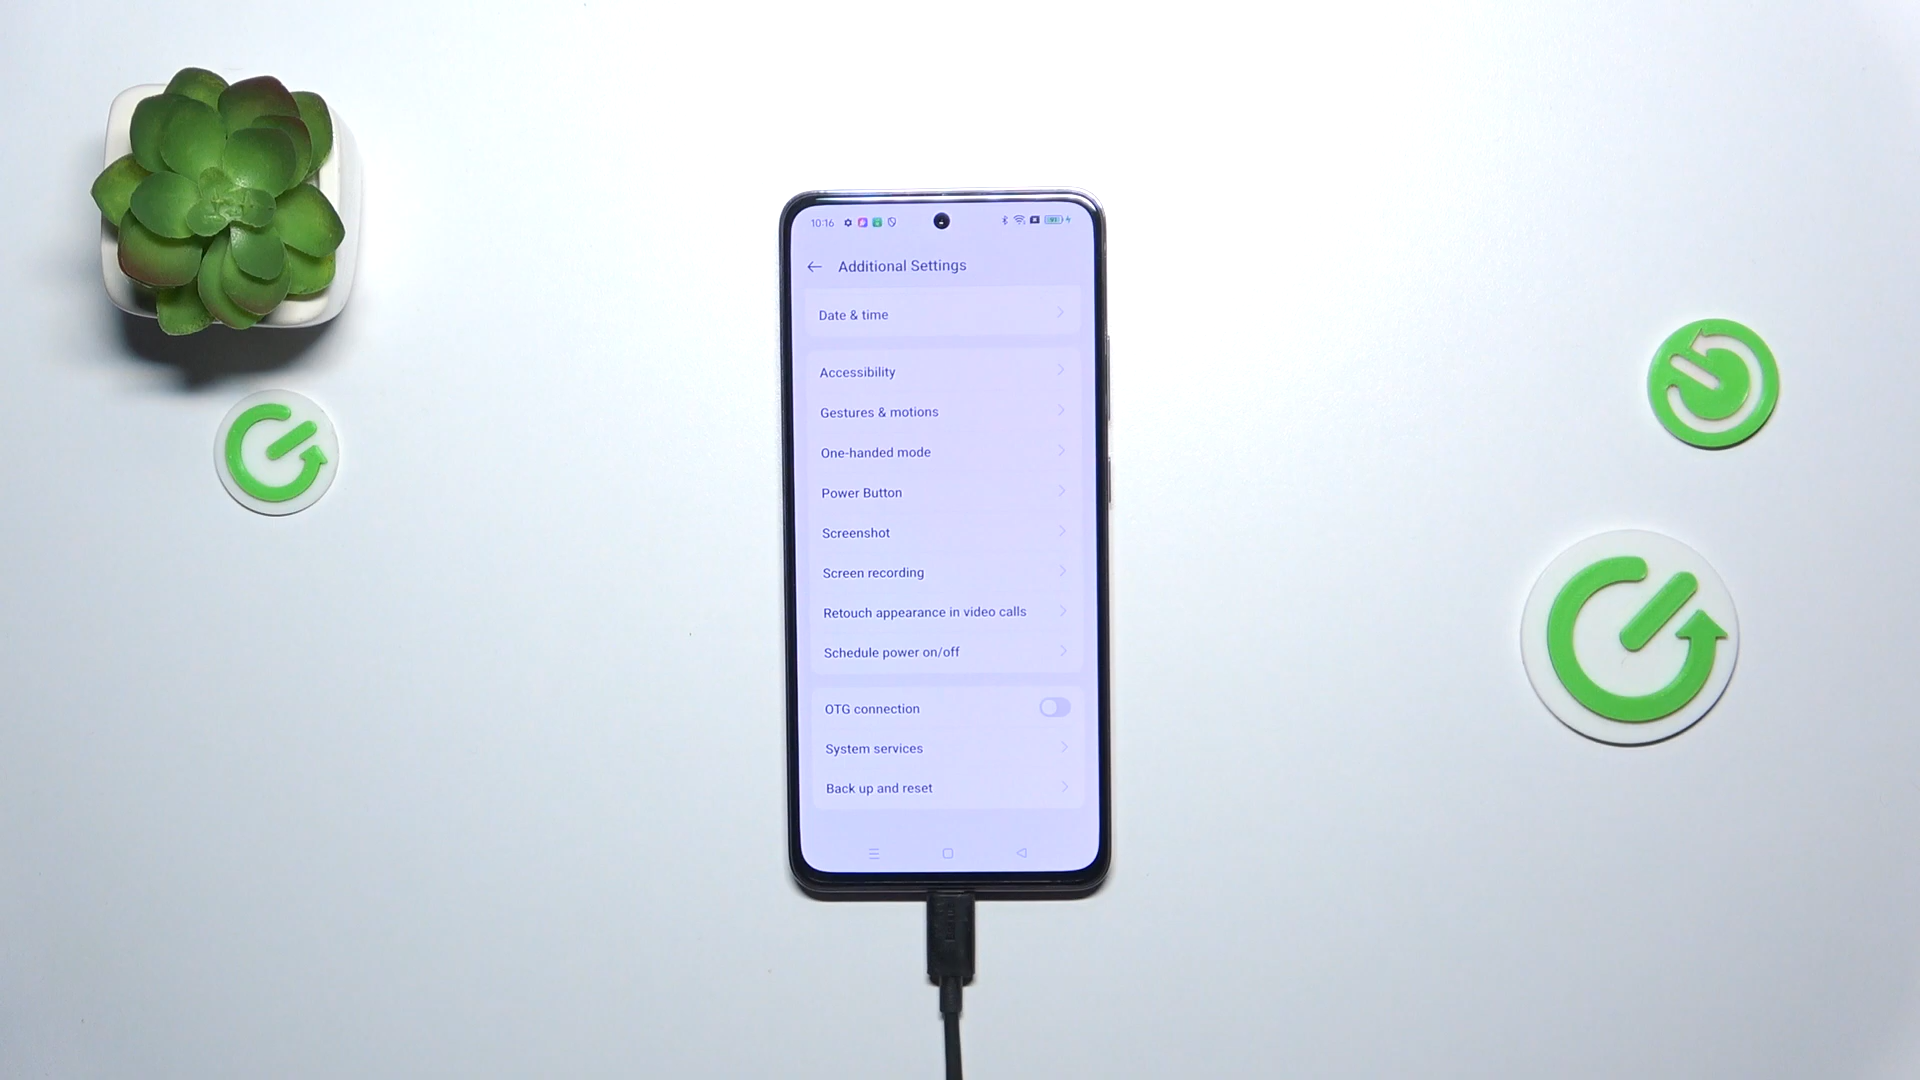 10:16
Additional Settings
Date & time
Accessibility
Gestures & motions
One-handed mode
Power Button
Screenshot
Screen recording
Retouch appearance in video calls
Schedule power on/off
OTG connection
System services
Back up and reset